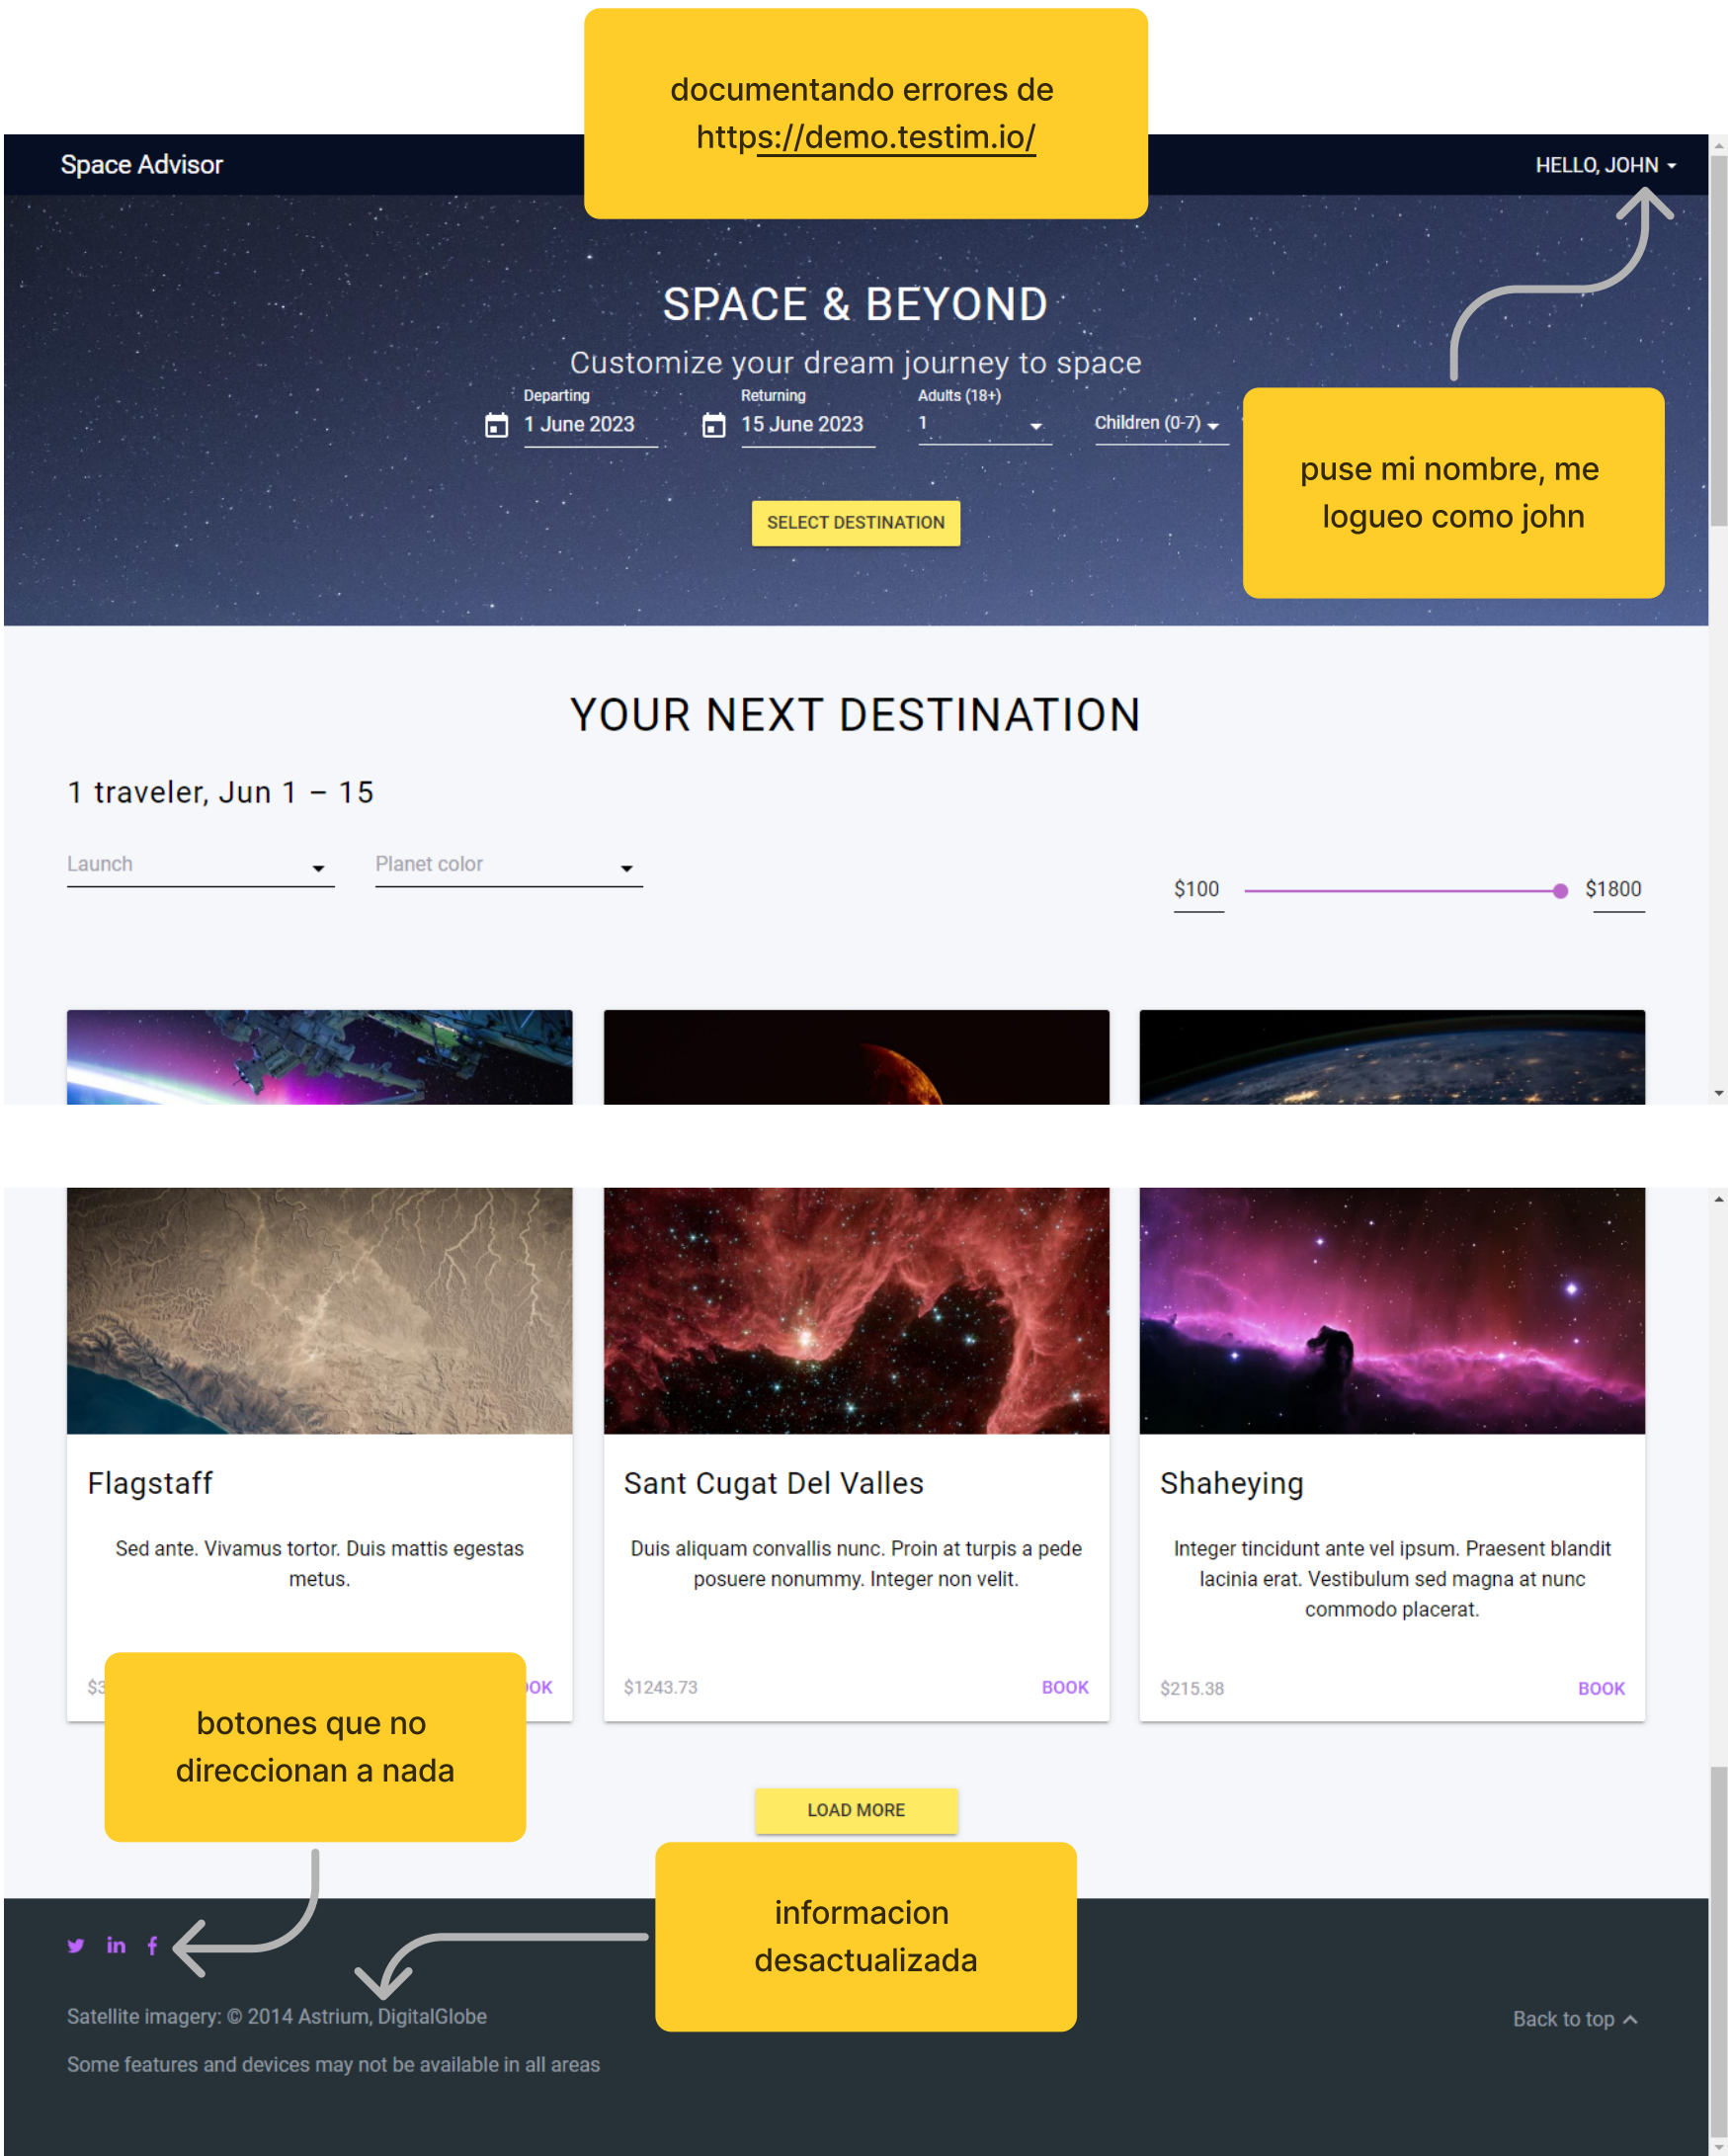 documentando errores de
https://demo.testim.io/
Space Advisor
HELLO, JOHN
SPACE & BEYOND
Customize your dream journey to space
Departing
1 June 2023
Returning
15 June 2023
Adults (18+)
1
Children (0-7)
SELECT DESTINATION
puse mi nombre, me
logueo como john
YOUR NEXT DESTINATION
1 traveler, Jun 1 – 15
Launch
Planet color
$100
$1800
Flagstaff
Sed ante. Vivamus tortor. Duis mattis egestas
metus.
Sant Cugat Del Valles
Duis aliquam convallis nunc. Proin at turpis a pede
posuere nonummy. Integer non velit.
$1243.73
BOOK
Shaheying
Integer tincidunt ante vel ipsum. Praesent blandit
lacinia erat. Vestibulum sed magna at nunc
commodo placerat.
$215.38
BOOK
botones que no
direccionan a nada
LOAD MORE
informacion
desactualizada
Satellite imagery: © 2014 Astrium, DigitalGlobe
Some features and devices may not be available in all areas
Back to top